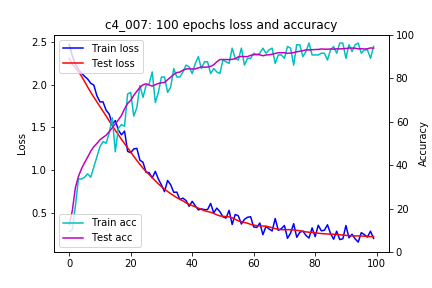 c4_007: 100 epochs loss and accuracy
2.5
2.0
1.5
1.0
0.5
Loss
Train loss
Test loss
Train acc
Test acc
100
80
60
40
20
0
Accuracy
0
20
40
60
80
100